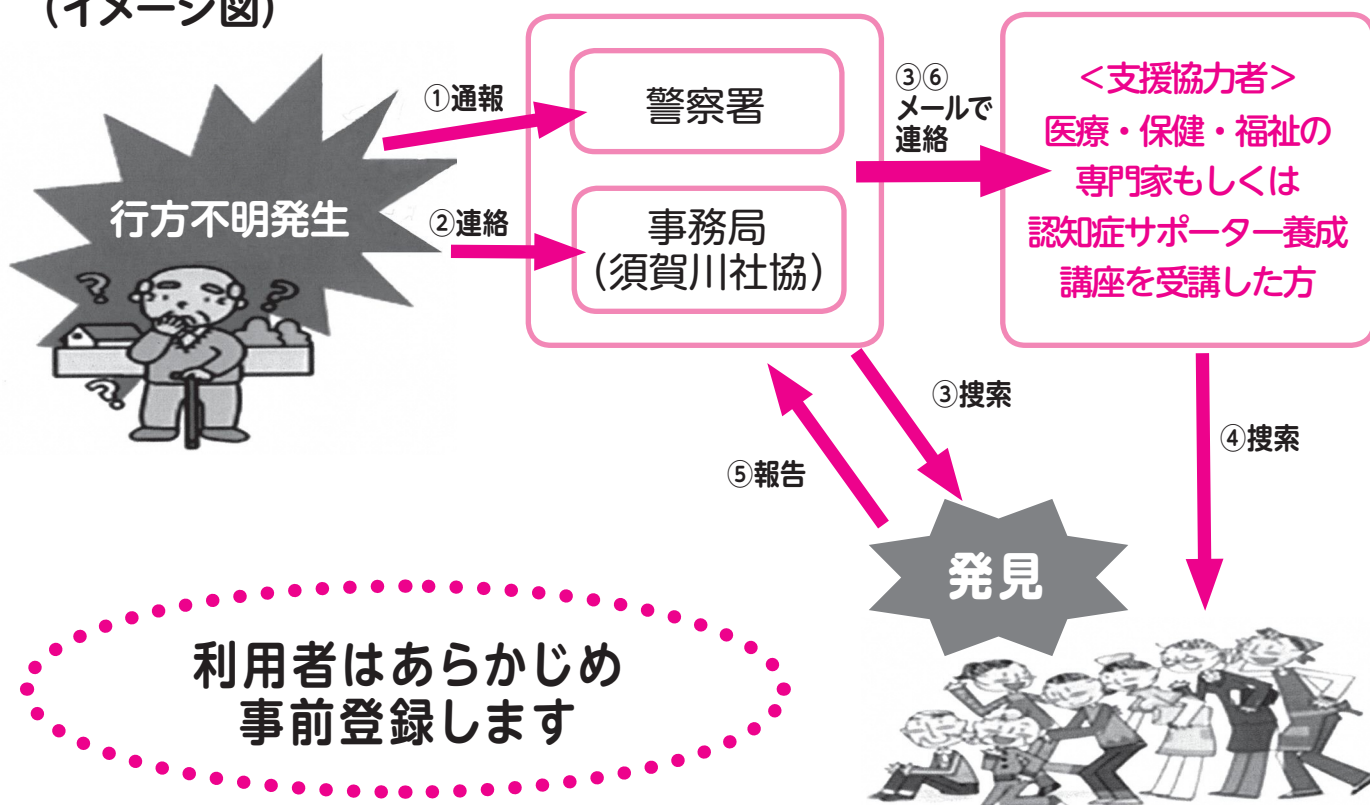 (イメージ図)
行方不明発生
①通報
②連絡
警察署
事務局
(須賀川社協)
③⑥
メールで
連絡
<支援協力者>
医療・保健・福祉の
専門家もしくは
認知症サポーター養成
講座を受講した方
③捜索
④捜索
⑤報告
発見
利用者はあらかじめ
事前登録します